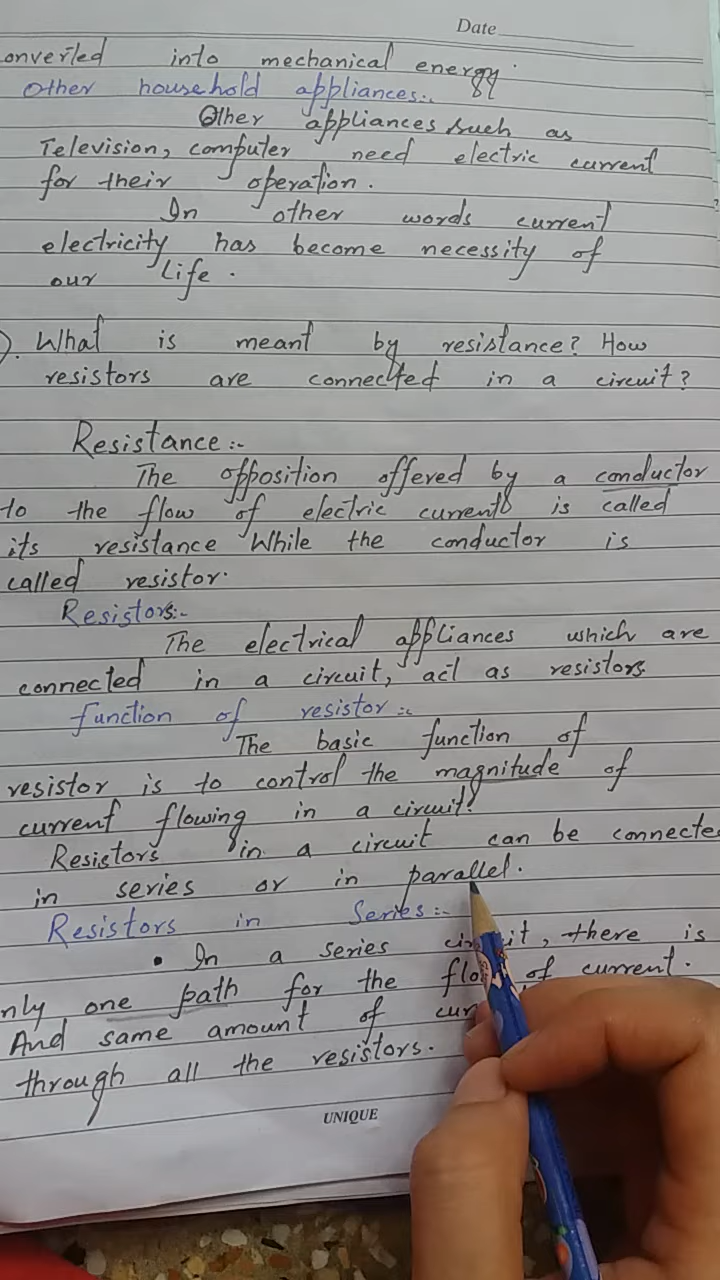 Date
onverted into mechanical energy.
Other household appliances:-
Other appliances such as
Television, computer need electric current
for their operation.
In other words current
electricity has become necessity of
our Life.
). What is meant by resistance? How
resistors are connected in a circuit?
Resistance:-
The opposition offered by a conductor
to the flow of electric current is called
its resistance While the conductor is
called resistor.
Resistors:-
The electrical appliances which are
connected in a circuit, act as resistors
function of resistor:-
The basic function of
resistor is to control the magnitude of
current flowing in a circuit.
Resistors in a circuit can be connecte
in series or in parallel.
Resistors in Series:-
• In a series circuit, there is
nly one path for the flow of current.
And same amount of
through all the resistors.
UNIQUE